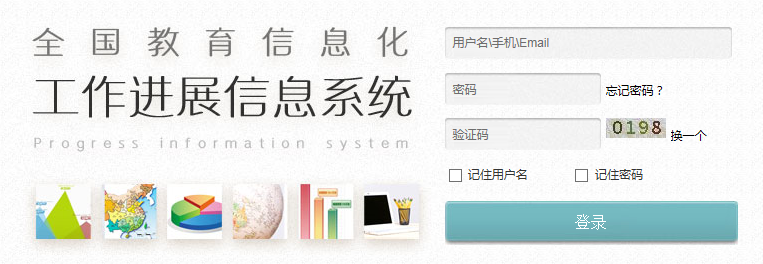 全国教育信息化
工作进展信息系统
Progress information system
用户名\手机\Email
密码
忘记密码？
验证码
0198
换一个
记住用户名
记住密码
登录